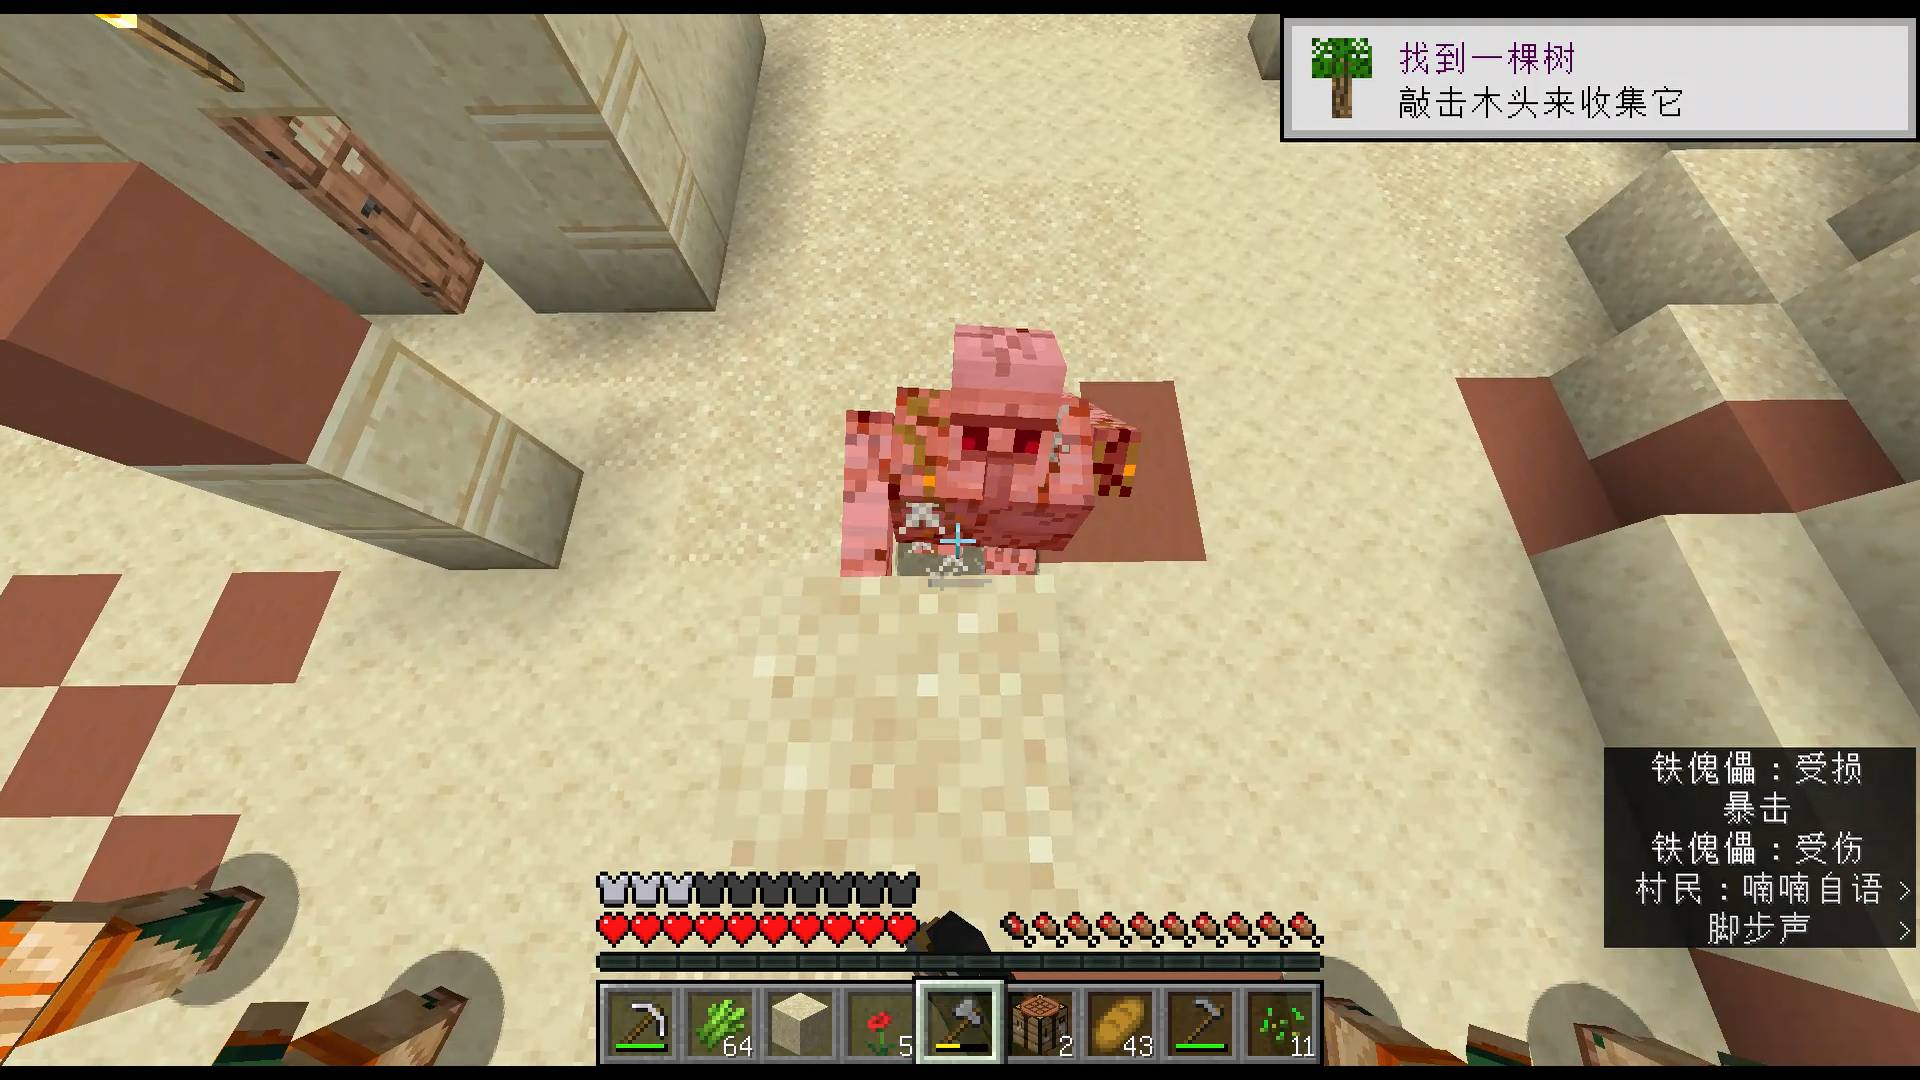 找到一棵树
敲击木头来收集它
铁傀儡：受损
暴击
铁傀儡：受伤
村民：喃喃自语 >
脚步声 >
64
5
2
43
11